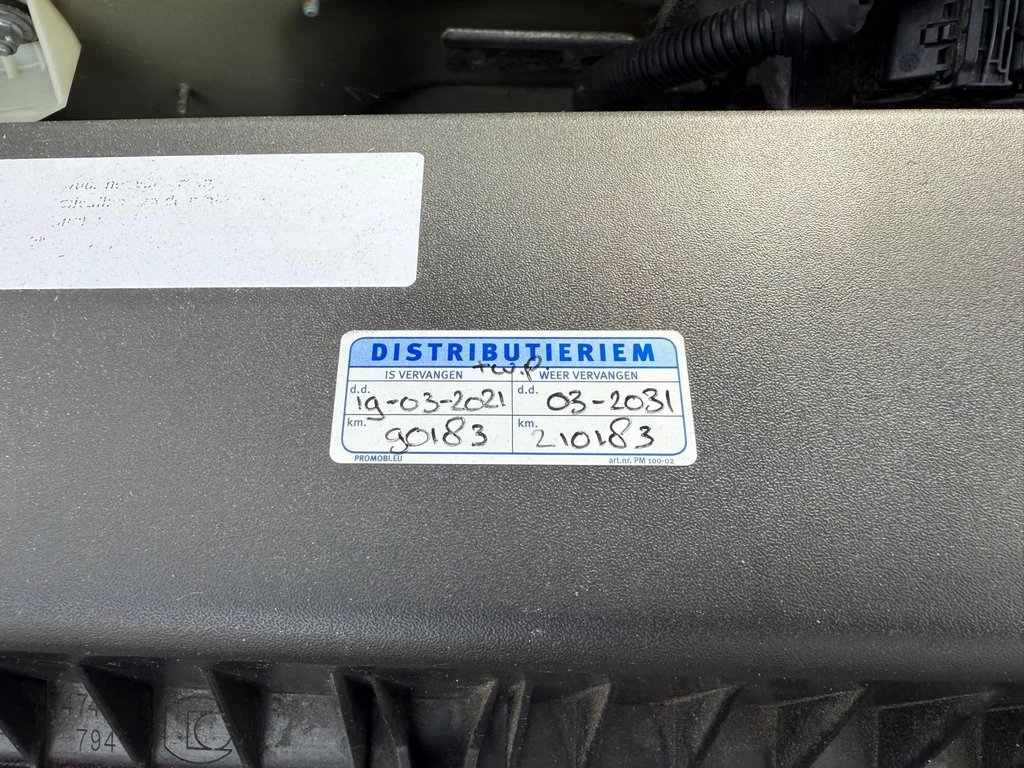 DISTRIBUTIERIEM
+w.p.
IS VERVANGEN WEER VERVANGEN
d.d. 19-03-2021 d.d. 03-2031
km. 90183 km. 210183
PROMOBI.EU art.nr. PM 100-02
794